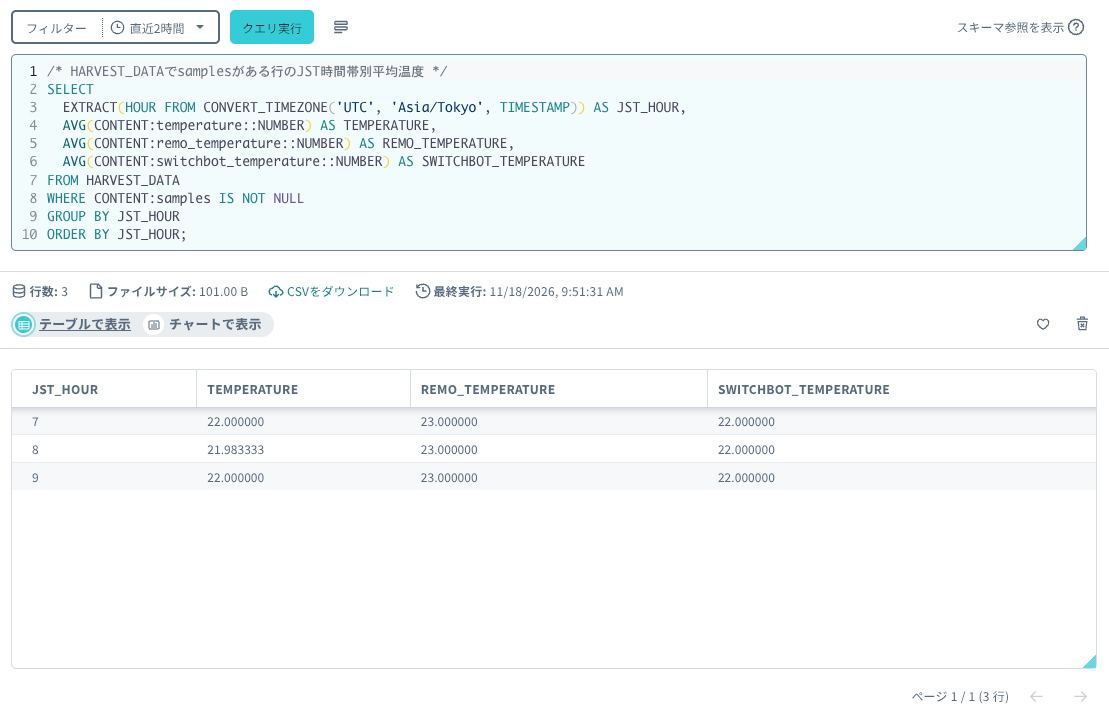 フィルター 直近2時間 クエリ実行 スキーマ参照を表示
1 /* HARVEST_DATAでsamplesがある行のJST時間帯別平均温度 */
2 SELECT
3 EXTRACT(HOUR FROM CONVERT_TIMEZONE('UTC', 'Asia/Tokyo', TIMESTAMP)) AS JST_HOUR,
4 AVG(CONTENT:temperature::NUMBER) AS TEMPERATURE,
5 AVG(CONTENT:remo_temperature::NUMBER) AS REMO_TEMPERATURE,
6 AVG(CONTENT:switchbot_temperature::NUMBER) AS SWITCHBOT_TEMPERATURE
7 FROM HARVEST_DATA
8 WHERE CONTENT:samples IS NOT NULL
9 GROUP BY JST_HOUR
10 ORDER BY JST_HOUR;
行数: 3 ファイルサイズ: 101.00 B CSVをダウンロード 最終実行: 11/18/2026, 9:51:31 AM
テーブルで表示 チャートで表示
JST_HOUR TEMPERATURE REMO_TEMPERATURE SWITCHBOT_TEMPERATURE
7 22.000000 23.000000 22.000000
8 21.983333 23.000000 22.000000
9 22.000000 23.000000 22.000000
ページ 1 / 1 (3 行)